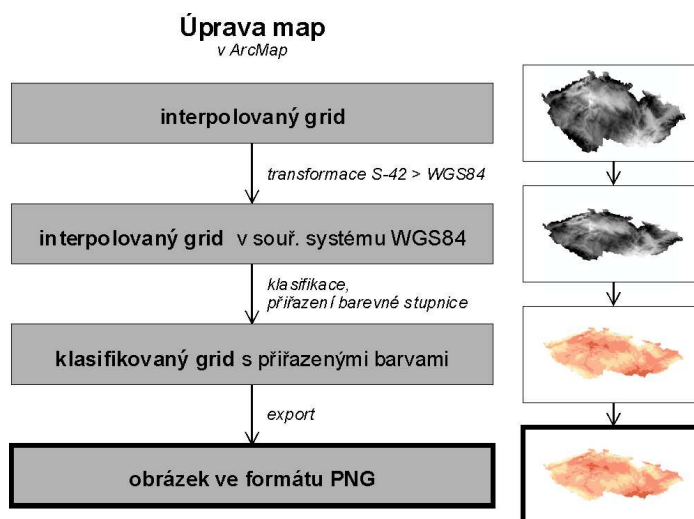 Úprava map
v ArcMap
interpolovaný grid
transformace S-42 > WGS84
interpolovaný grid v souř. systému WGS84
klasifikace,
přiřazení barevné stupnice
klasifikovaný grid s přiřazenými barvami
export
obrázek ve formátu PNG